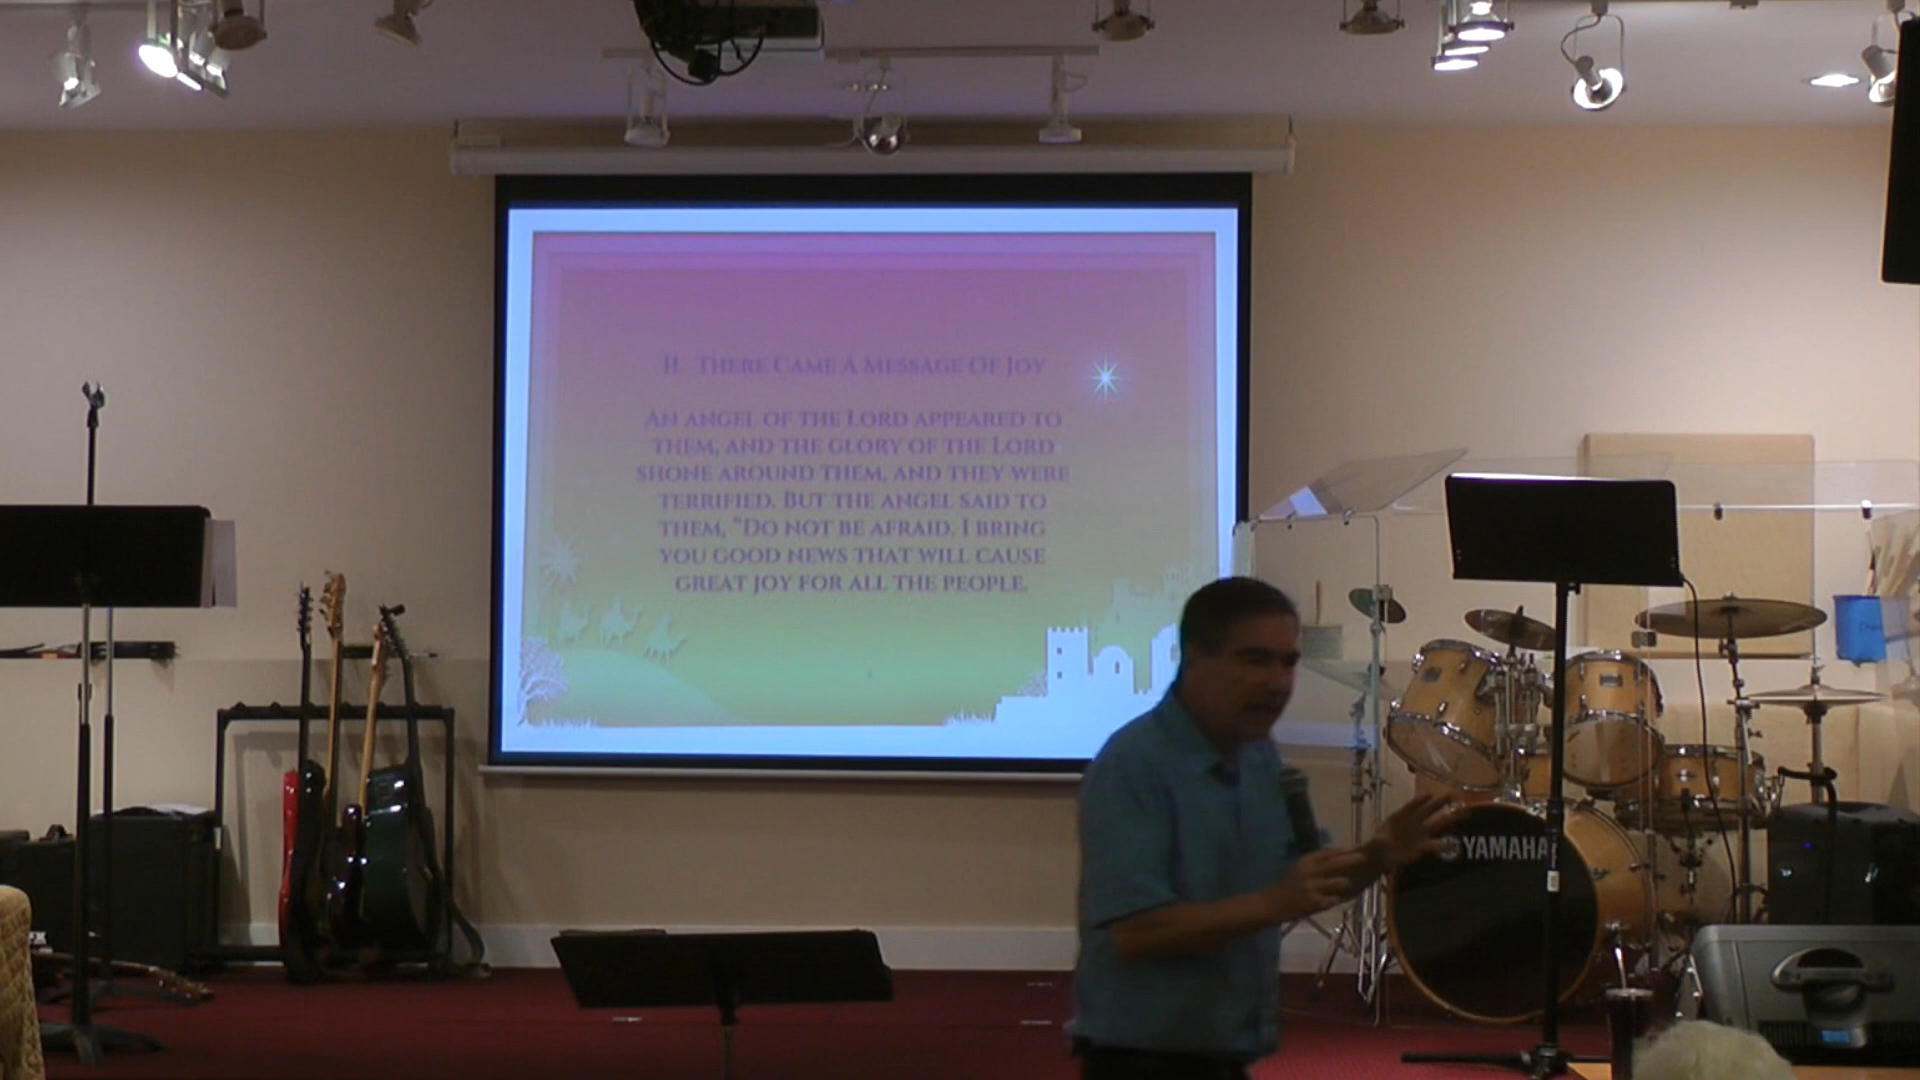 II. There Came A Message Of Joy
An angel of the Lord appeared to
them, and the glory of the Lord
shone around them, and they were
terrified. But the angel said to
them, "Do not be afraid. I bring
you good news that will cause
great joy for all the people.
YAMAHA